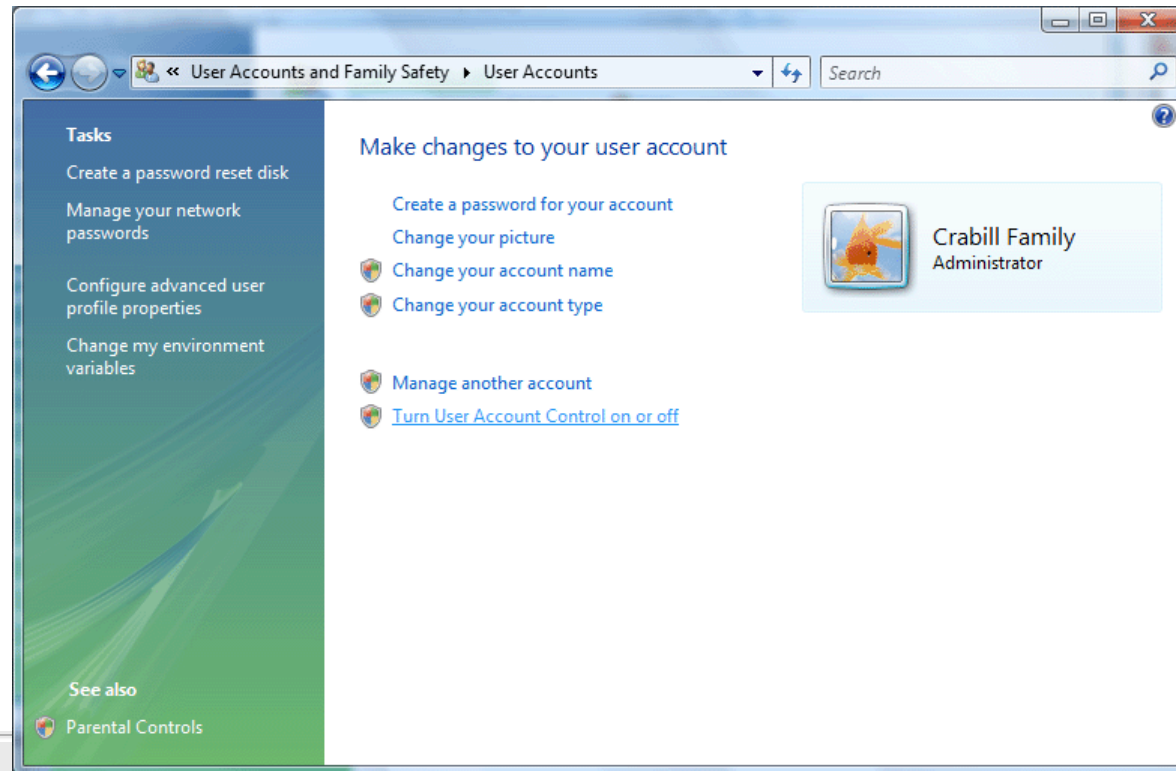 « User Accounts and Family Safety ▸ User Accounts
Search
Tasks
Create a password reset disk
Manage your network
passwords
Configure advanced user
profile properties
Change my environment
variables
See also
Parental Controls
Make changes to your user account
Create a password for your account
Change your picture
Change your account name
Change your account type
Manage another account
Turn User Account Control on or off
Crabill Family
Administrator